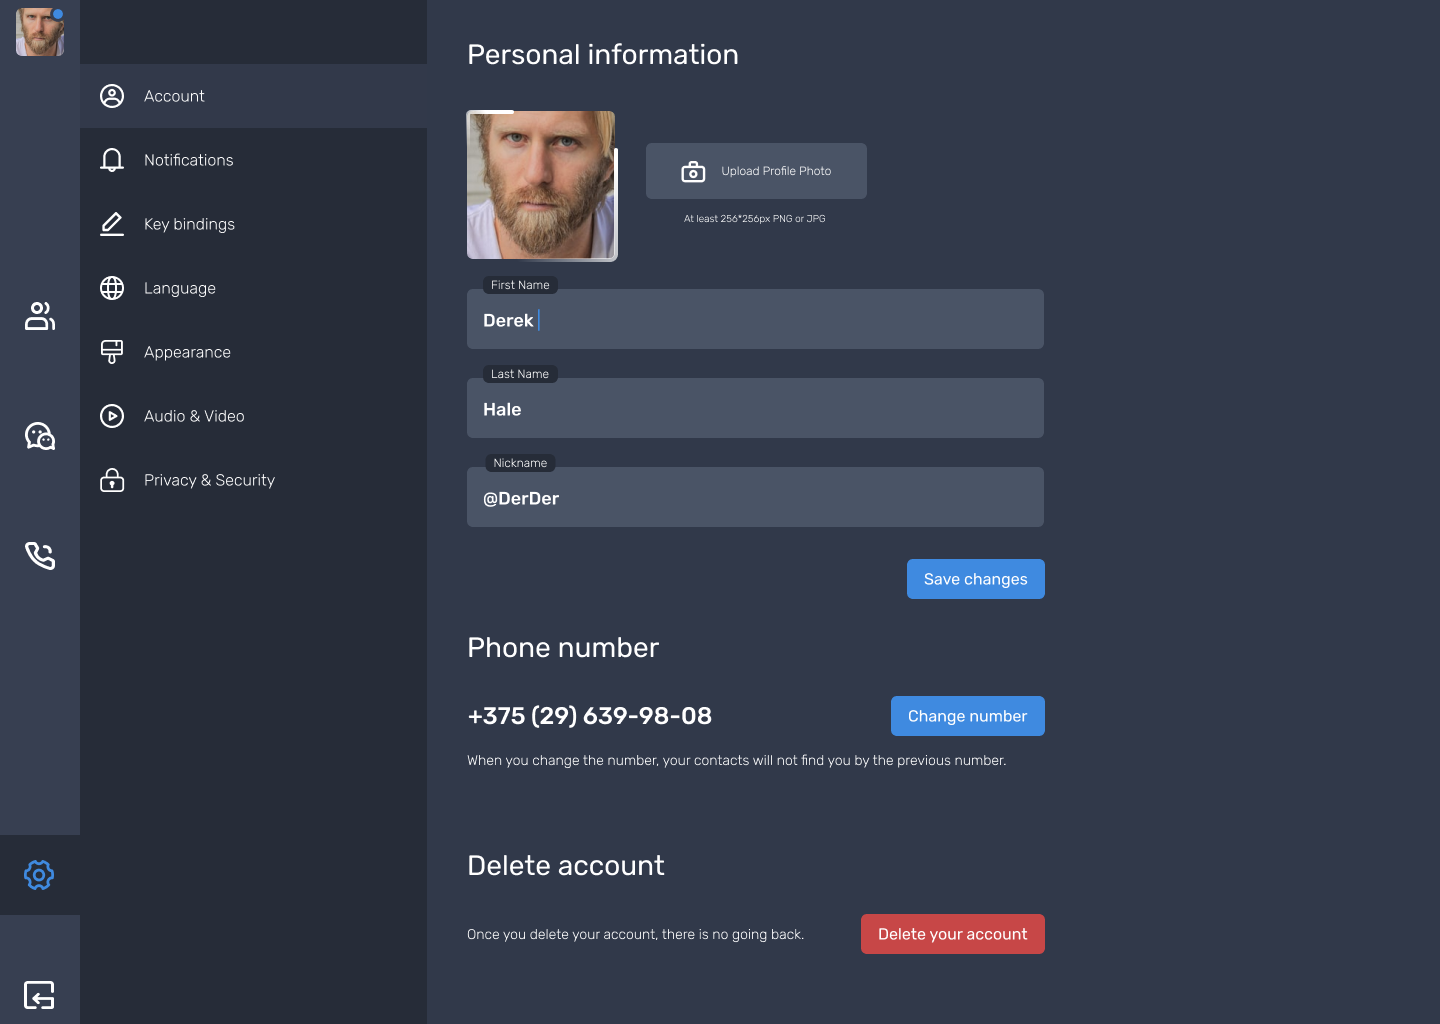 Account
Notifications
Key bindings
Language
Appearance
Audio & Video
Privacy & Security
Personal information
Upload Profile Photo
At least 256*256px PNG or JPG
First Name
Derek
Last Name
Hale
Nickname
@DerDer
Save changes
Phone number
+375 (29) 639-98-08
Change number
When you change the number, your contacts will not find you by the previous number.
Delete account
Once you delete your account, there is no going back.
Delete your account